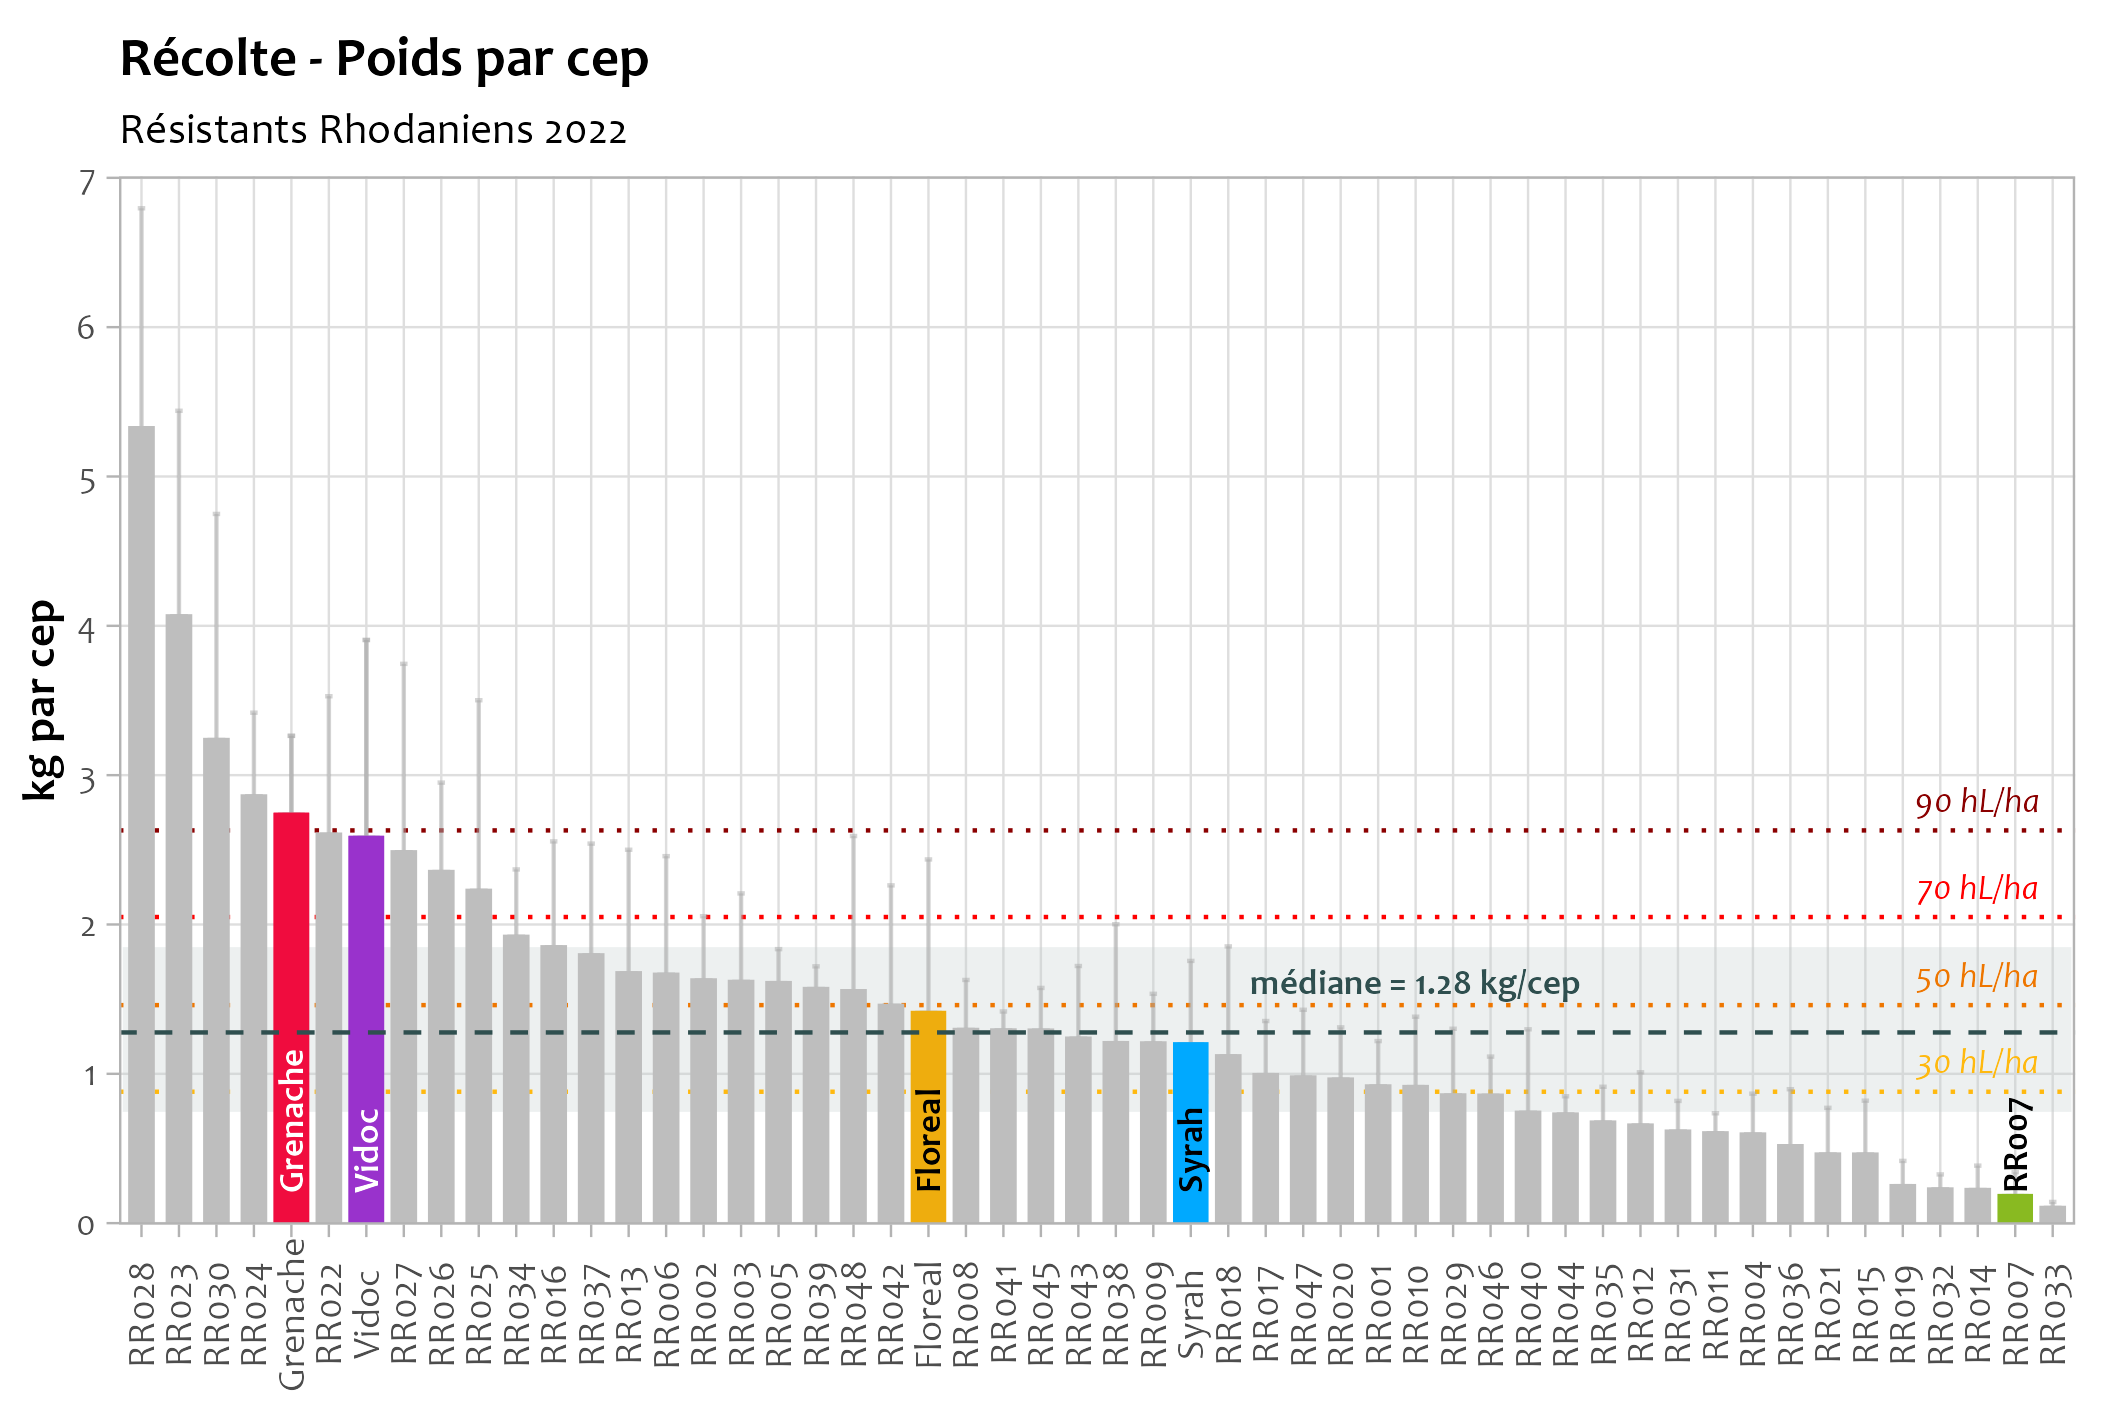 Récolte - Poids par cep
Résistants Rhodaniens 2022
kg par cep
7
6
5
4
3
2
1
0
90 hL/ha
70 hL/ha
50 hL/ha
30 hL/ha
médiane = 1.28 kg/cep
Grenache
Vidoc
Floreal
Syrah
RR007
RR028
RR023
RR030
RR024
Grenache
RR022
Vidoc
RR027
RR026
RR025
RR034
RR016
RR037
RR013
RR006
RR002
RR003
RR005
RR039
RR048
RR042
Floreal
RR008
RR041
RR045
RR043
RR038
RR009
Syrah
RR018
RR017
RR047
RR020
RR001
RR010
RR029
RR046
RR040
RR044
RR035
RR012
RR031
RR011
RR004
RR036
RR021
RR015
RR019
RR032
RR014
RR007
RR033